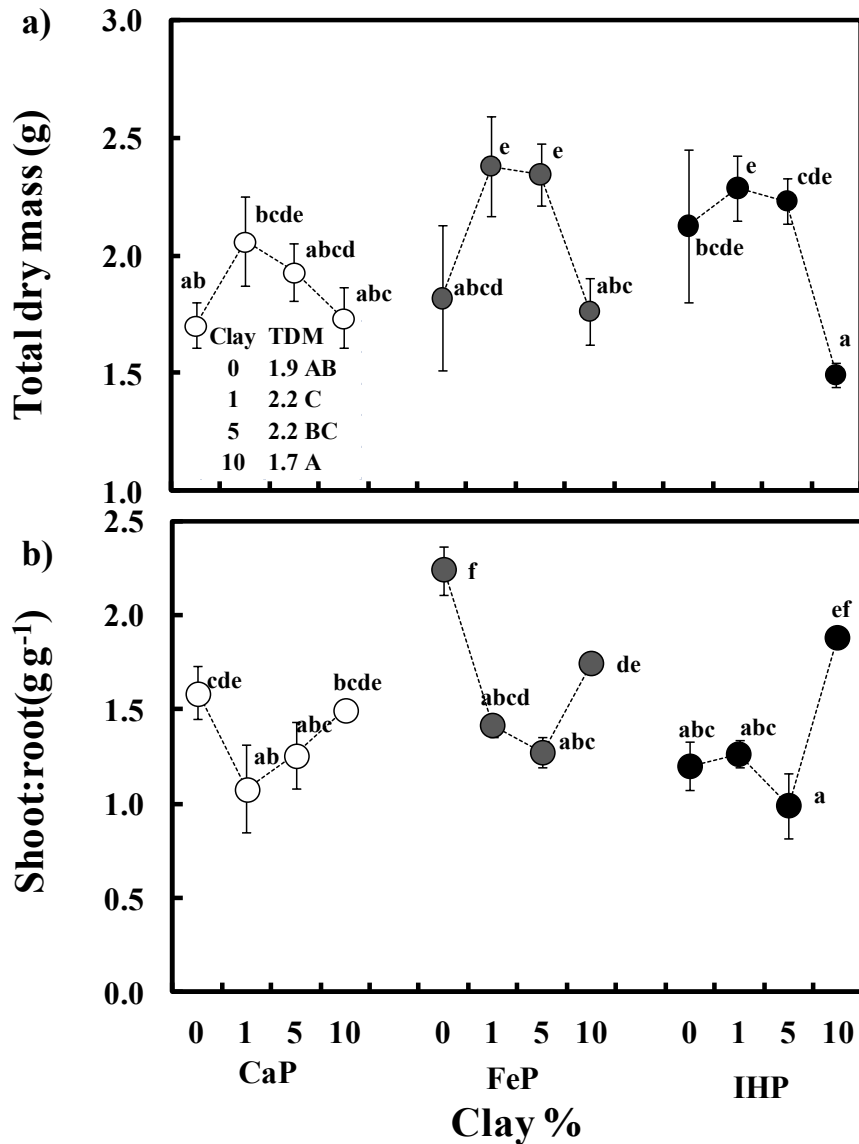 a)
Total dry mass (g)
3.0
2.5
2.0
1.5
1.0
ab
bcde
abcd
abc
abcd
e
e
abc
bcde
e
cde
a
Clay TDM
0 1.9 AB
1 2.2 C
5 2.2 BC
10 1.7 A
b)
Shoot:root(g g⁻¹)
2.5
2.0
1.5
1.0
0.5
0.0
cde
ab
abc
bcde
f
abcd
abc
de
abc
abc
a
ef
0 1 5 10 0 1 5 10 0 1 5 10
CaP FeP IHP
Clay %